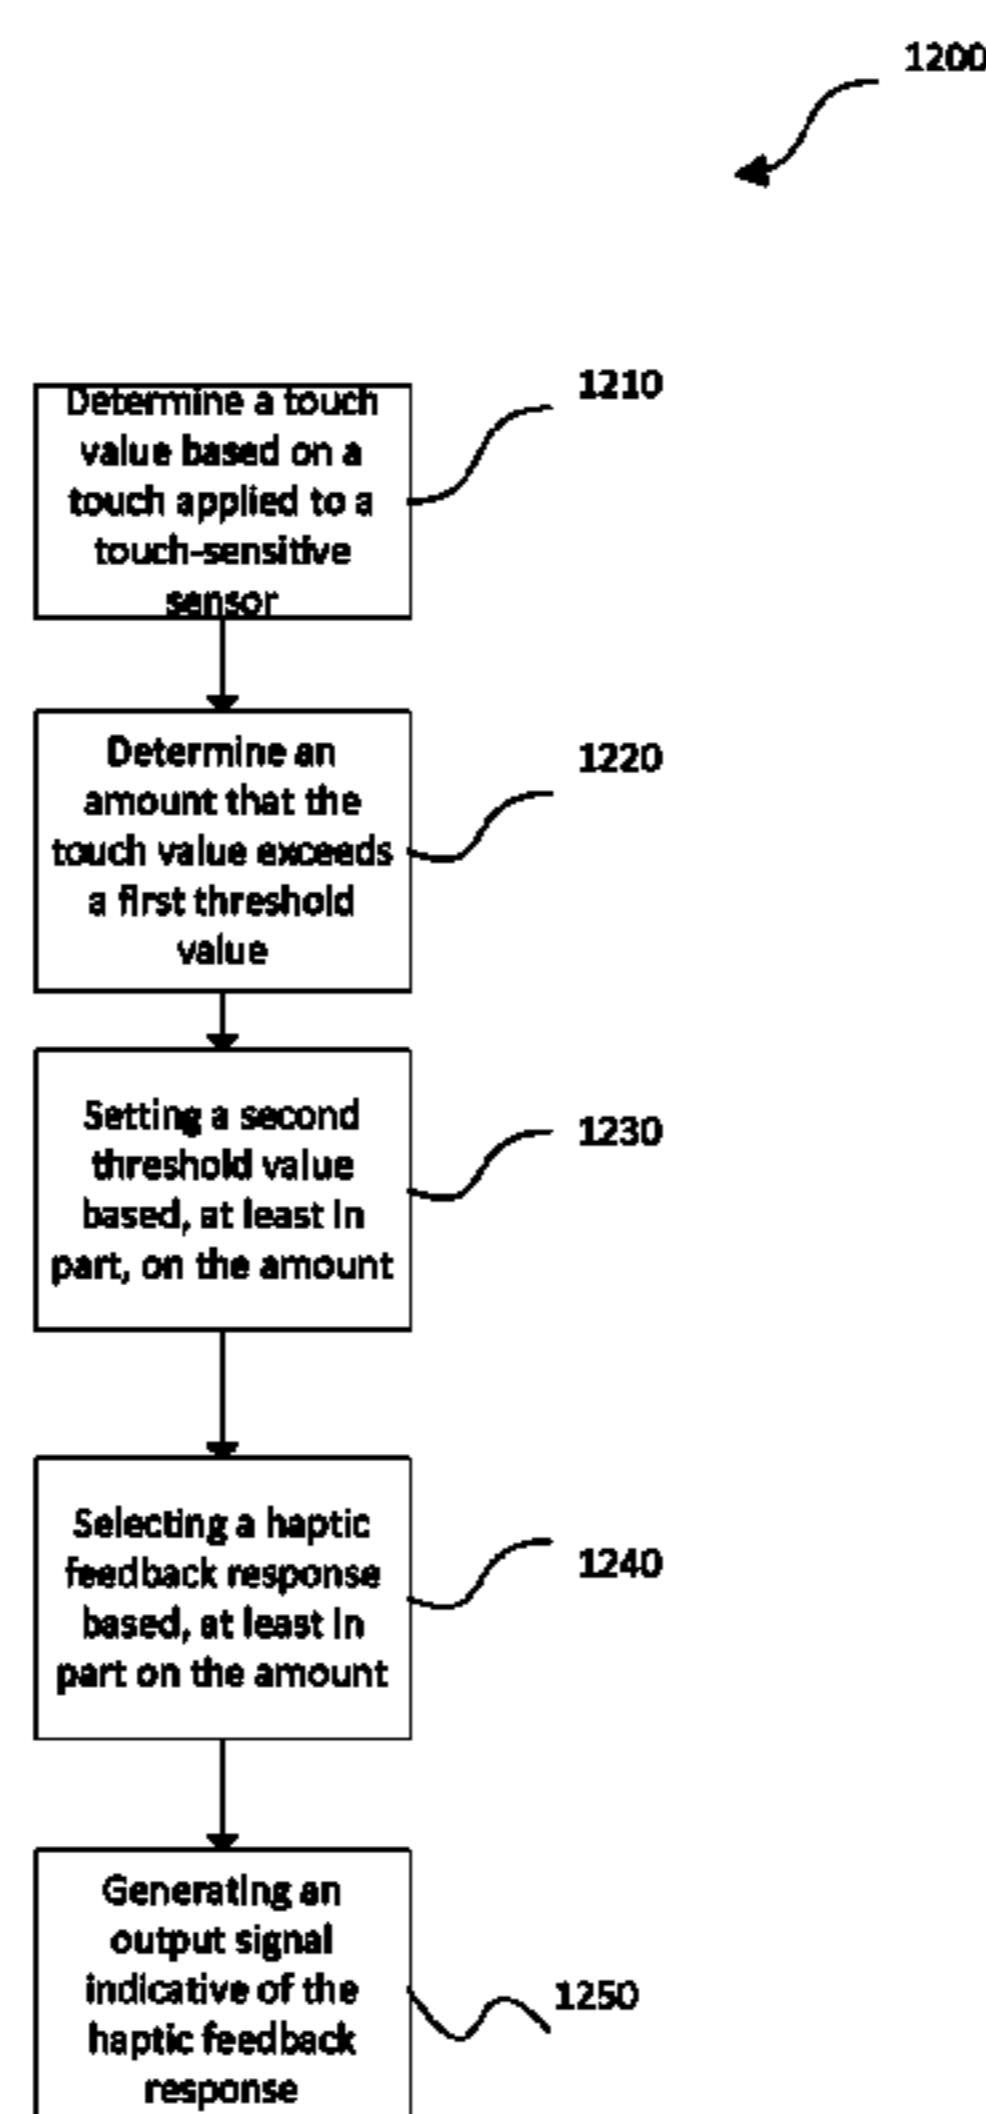 1200
Determine a touch
value based on a
touch applied to a
touch-sensitive
sensor
1210
Determine an
amount that the
touch value exceeds
a first threshold
value
1220
Setting a second
threshold value
based, at least in
part, on the amount
1230
Selecting a haptic
feedback response
based, at least in
part on the amount
1240
Generating an
output signal
indicative of the
haptic feedback
response
1250